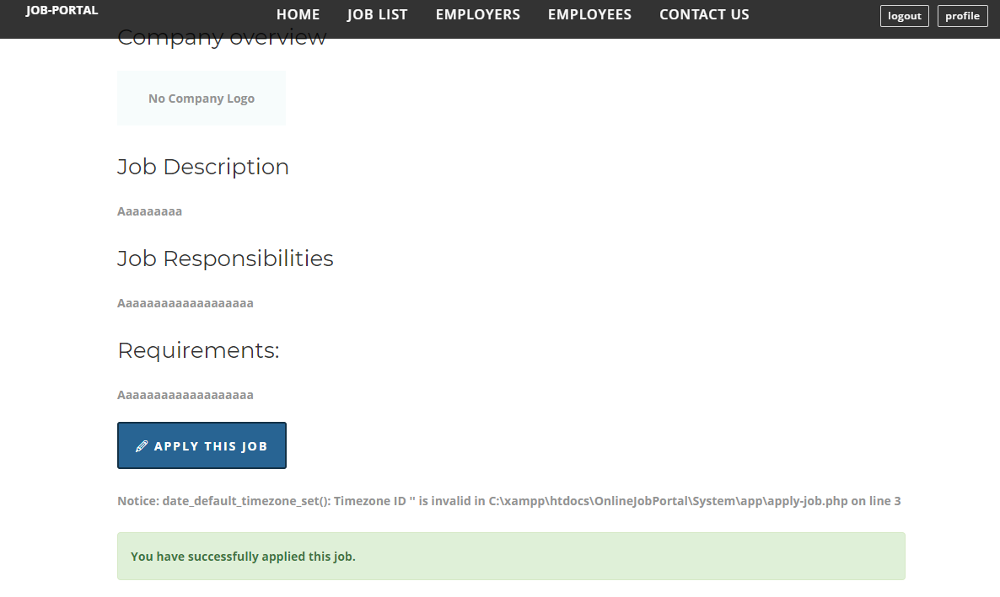 JOB-PORTAL
HOME JOB LIST EMPLOYERS EMPLOYEES CONTACT US
logout profile
Company overview
No Company Logo
Job Description
Aaaaaaaaa
Job Responsibilities
Aaaaaaaaaaaaaaaaaaa
Requirements:
Aaaaaaaaaaaaaaaaaaa
APPLY THIS JOB
Notice: date_default_timezone_set(): Timezone ID '' is invalid in C:\xampp\htdocs\OnlineJobPortal\System\app\apply-job.php on line 3
You have successfully applied this job.